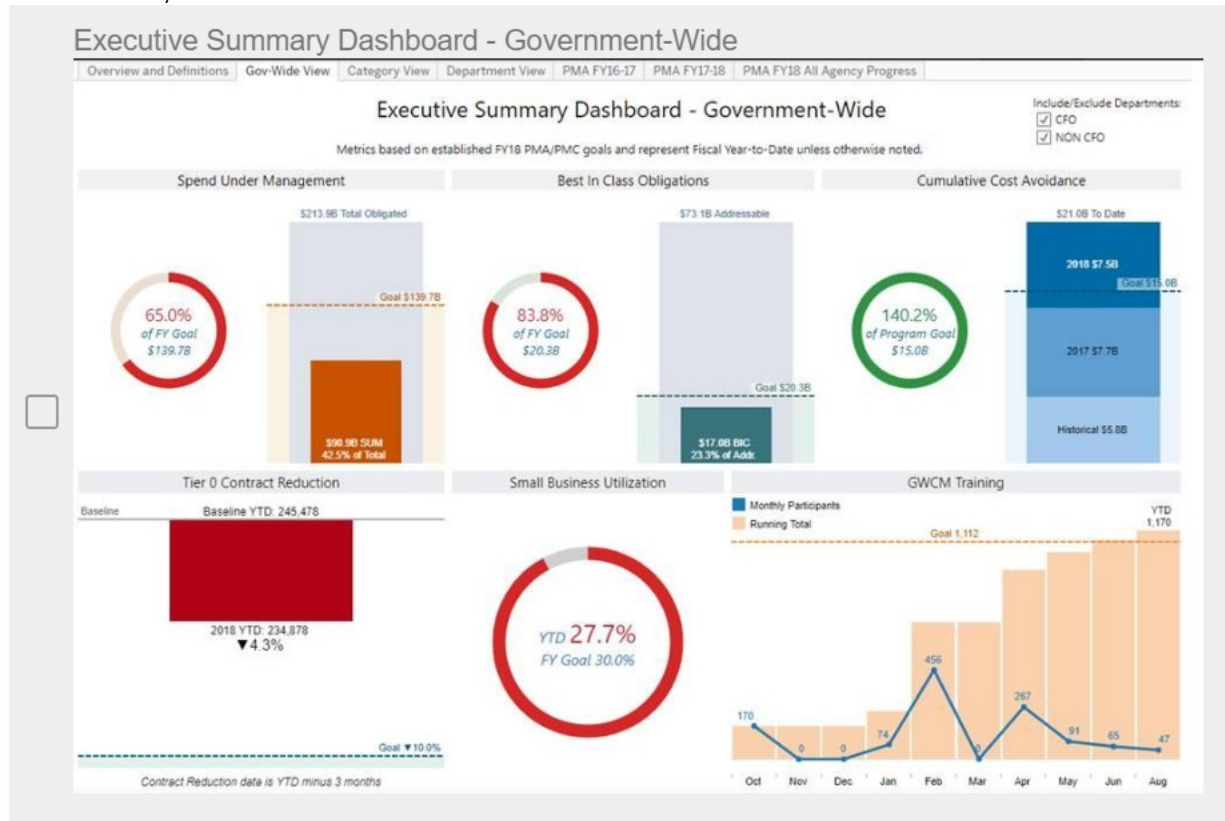 Executive Summary Dashboard - Government-Wide
Overview and Definitions Gov-Wide View Category View Department View PMA FY16-17 PMA FY17-18 PMA FY18 All Agency Progress
Executive Summary Dashboard - Government-Wide
Include/Exclude Departments:
CFO
NON CFO
Metrics based on established FY18 PMA/PMC goals and represent Fiscal Year-to-Date unless otherwise noted.
Spend Under Management
$213.9B Total Obligated
Goal $139.7B
65.0%
of FY Goal
$139.7B
$90.9B SUM
42.5% of Total
Best In Class Obligations
$73.1B Addressable
83.8%
of FY Goal
$20.3B
Goal $20.3B
$17.0B BIC
23.3% of Addr.
Cumulative Cost Avoidance
$21.0B To Date
2018 $7.5B
Goal $15.0B
140.2%
of Program Goal
$15.0B
2017 $7.7B
Historical $5.8B
Tier 0 Contract Reduction
Baseline
Baseline YTD: 245,478
2018 YTD: 234,878
▼4.3%
Goal ▼10.0%
Contract Reduction data is YTD minus 3 months
Small Business Utilization
YTD 27.7%
FY Goal 30.0%
GWCM Training
Monthly Participants
Running Total
YTD
1,170
Goal 1,112
170 0 0 74 456 0 267 91 65 47
Oct Nov Dec Jan Feb Mar Apr May Jun Aug